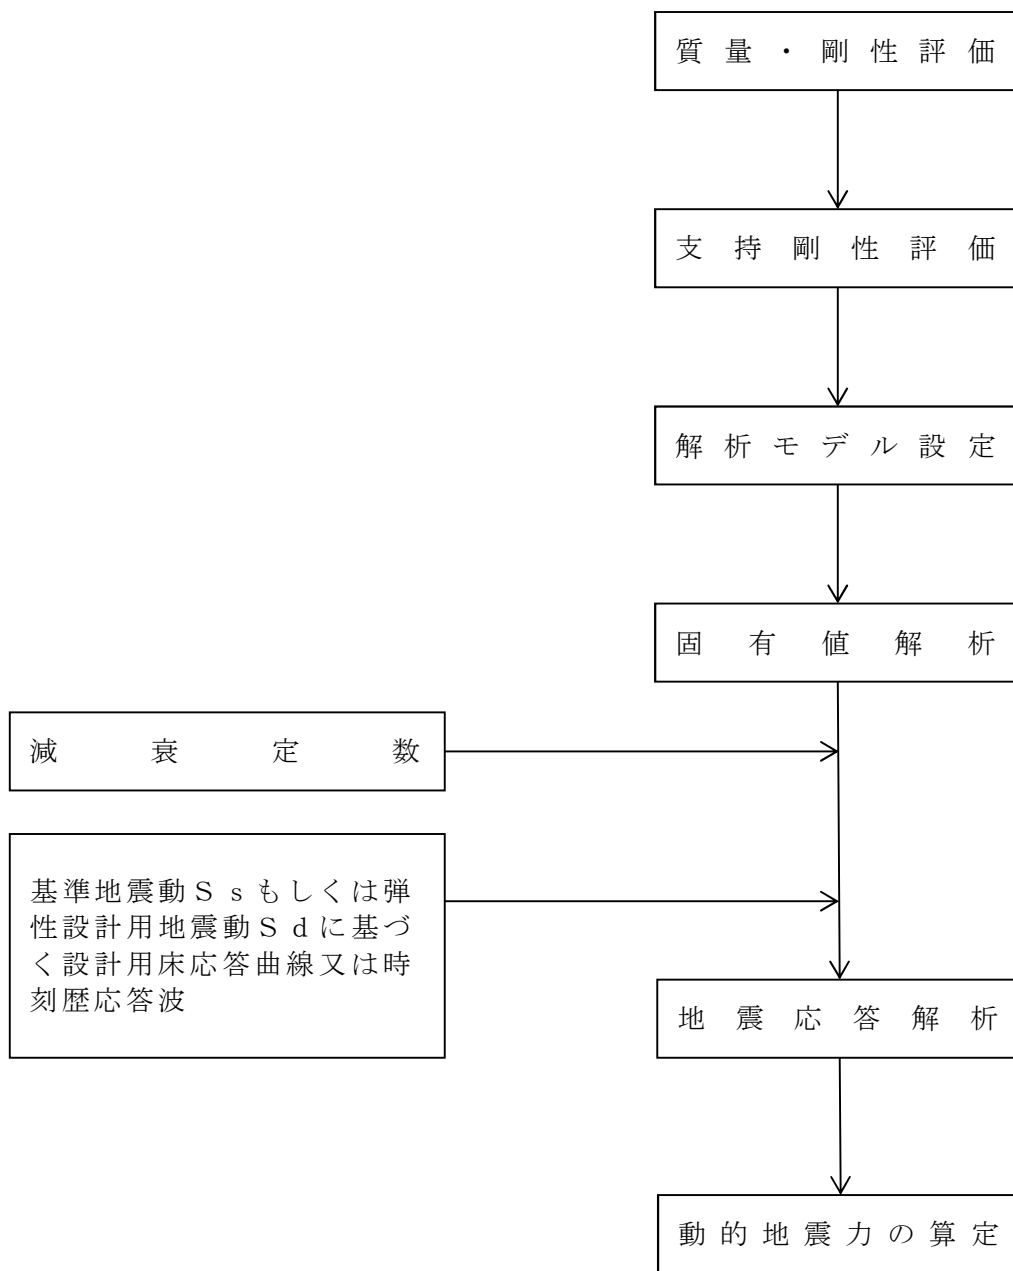 質量・剛性評価
支持剛性評価
解析モデル設定
固有値解析
減衰定数
基準地震動Ｓｓもしくは弾
性設計用地震動Ｓｄに基づ
く設計用床応答曲線又は時
刻歴応答波
地震応答解析
動的地震力の算定